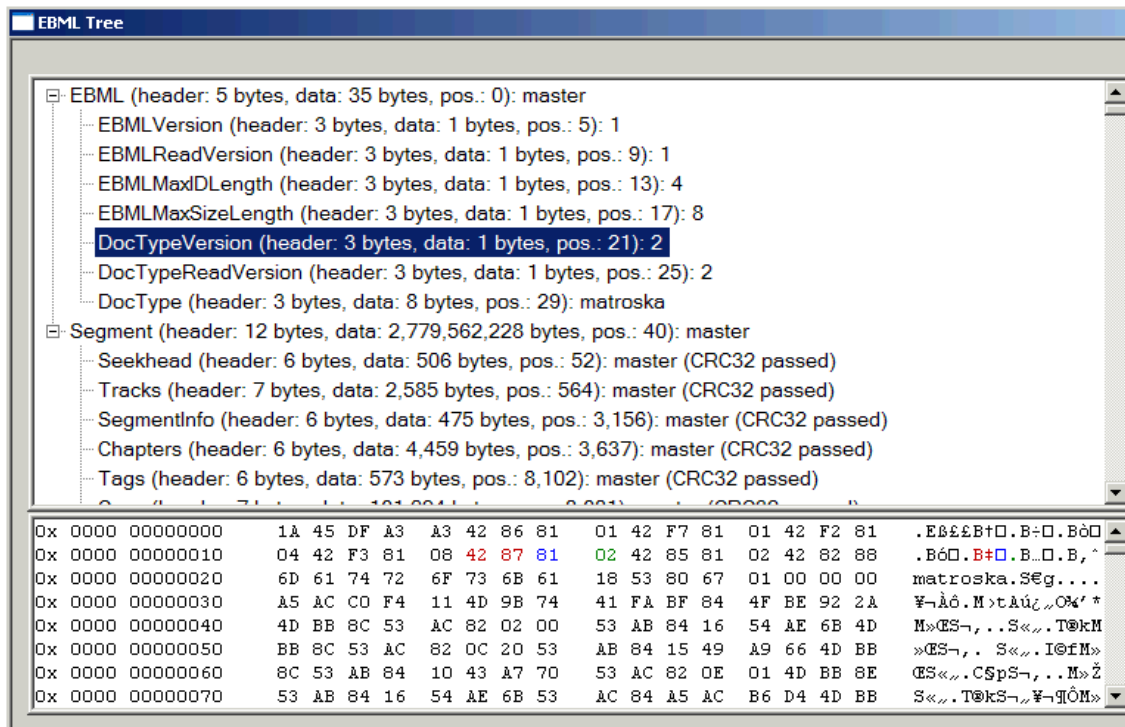 EBML Tree
EBML (header: 5 bytes, data: 35 bytes, pos.: 0): master
EBMLVersion (header: 3 bytes, data: 1 bytes, pos.: 5): 1
EBMLReadVersion (header: 3 bytes, data: 1 bytes, pos.: 9): 1
EBMLMaxIDLength (header: 3 bytes, data: 1 bytes, pos.: 13): 4
EBMLMaxSizeLength (header: 3 bytes, data: 1 bytes, pos.: 17): 8
DocTypeVersion (header: 3 bytes, data: 1 bytes, pos.: 21): 2
DocTypeReadVersion (header: 3 bytes, data: 1 bytes, pos.: 25): 2
DocType (header: 3 bytes, data: 8 bytes, pos.: 29): matroska
Segment (header: 12 bytes, data: 2,779,562,228 bytes, pos.: 40): master
Seekhead (header: 6 bytes, data: 506 bytes, pos.: 52): master (CRC32 passed)
Tracks (header: 7 bytes, data: 2,585 bytes, pos.: 564): master (CRC32 passed)
SegmentInfo (header: 6 bytes, data: 475 bytes, pos.: 3,156): master (CRC32 passed)
Chapters (header: 6 bytes, data: 4,459 bytes, pos.: 3,637): master (CRC32 passed)
Tags (header: 6 bytes, data: 573 bytes, pos.: 8,102): master (CRC32 passed)
0x 0000 00000000 1A 45 DF A3 A3 42 86 81 01 42 F7 81 01 42 F2 81 .Eß££B†□.B÷□.Bò□
0x 0000 00000010 04 42 F3 81 08 42 87 81 02 42 85 81 02 42 82 88 .Bó□.B‡□.B…□.B‚ˆ
0x 0000 00000020 6D 61 74 72 6F 73 6B 61 18 53 80 67 01 00 00 00 matroska.S€g....
0x 0000 00000030 A5 AC C0 F4 11 4D 9B 74 41 FA BF 84 4F BE 92 2A ¥¬Àô.M›tAú¿„O¾’*
0x 0000 00000040 4D BB 8C 53 AC 82 02 00 53 AB 84 16 54 AE 6B 4D M»ŒS¬‚..S«„.T®kM
0x 0000 00000050 BB 8C 53 AC 82 0C 20 53 AB 84 15 49 A9 66 4D BB »ŒS¬‚. S«„.I©fM»
0x 0000 00000060 8C 53 AB 84 10 43 A7 70 53 AC 82 0E 01 4D BB 8E ŒS«„.C§pS¬‚..M»Ž
0x 0000 00000070 53 AB 84 16 54 AE 6B 53 AC 84 A5 AC B6 D4 4D BB S«„.T®kS¬„¥¬¶ÔM»